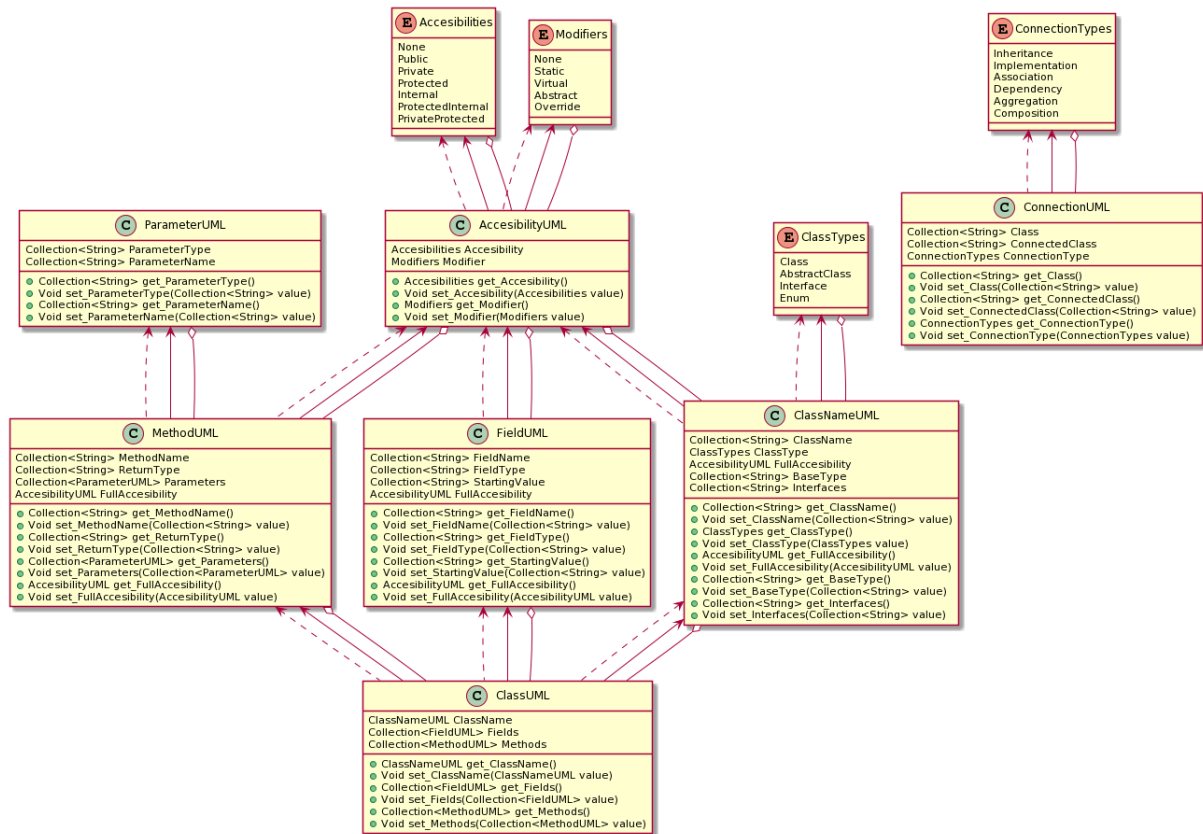 E Accesibilities
None
Public
Private
Protected
Internal
ProtectedInternal
PrivateProtected
E Modifiers
None
Static
Virtual
Abstract
Override
E ConnectionTypes
Inheritance
Implementation
Association
Dependency
Aggregation
Composition
C ParameterUML
Collection<String> ParameterType
Collection<String> ParameterName
Collection<String> get_ParameterType()
Void set_ParameterType(Collection<String> value)
Collection<String> get_ParameterName()
Void set_ParameterName(Collection<String> value)
C AccesibilityUML
Accesibilities Accesibility
Modifiers Modifier
Accesibilities get_Accesibility()
Void set_Accesibility(Accesibilities value)
Modifiers get_Modifier()
Void set_Modifier(Modifiers value)
E ClassTypes
Class
AbstractClass
Interface
Enum
C ConnectionUML
Collection<String> Class
Collection<String> ConnectedClass
ConnectionTypes ConnectionType
Collection<String> get_Class()
Void set_Class(Collection<String> value)
Collection<String> get_ConnectedClass()
Void set_ConnectedClass(Collection<String> value)
ConnectionTypes get_ConnectionType()
Void set_ConnectionType(ConnectionTypes value)
C MethodUML
Collection<String> MethodName
Collection<String> ReturnType
Collection<ParameterUML> Parameters
AccesibilityUML FullAccesibility
Collection<String> get_MethodName()
Void set_MethodName(Collection<String> value)
Collection<String> get_ReturnType()
Void set_ReturnType(Collection<String> value)
Collection<ParameterUML> get_Parameters()
Void set_Parameters(Collection<ParameterUML> value)
AccesibilityUML get_FullAccesibility()
Void set_FullAccesibility(AccesibilityUML value)
C FieldUML
Collection<String> FieldName
Collection<String> FieldType
Collection<String> StartingValue
AccesibilityUML FullAccesibility
Collection<String> get_FieldName()
Void set_FieldName(Collection<String> value)
Collection<String> get_FieldType()
Void set_FieldType(Collection<String> value)
Collection<String> get_StartingValue()
Void set_StartingValue(Collection<String> value)
AccesibilityUML get_FullAccesibility()
Void set_FullAccesibility(AccesibilityUML value)
C ClassNameUML
Collection<String> ClassName
ClassTypes ClassType
AccesibilityUML FullAccesibility
Collection<String> BaseType
Collection<String> Interfaces
Collection<String> get_ClassName()
Void set_ClassName(Collection<String> value)
ClassTypes get_ClassType()
Void set_ClassType(ClassTypes value)
AccesibilityUML get_FullAccesibility()
Void set_FullAccesibility(AccesibilityUML value)
Collection<String> get_BaseType()
Void set_BaseType(Collection<String> value)
Collection<String> get_Interfaces()
Void set_Interfaces(Collection<String> value)
C ClassUML
ClassNameUML ClassName
Collection<FieldUML> Fields
Collection<MethodUML> Methods
ClassNameUML get_ClassName()
Void set_ClassName(ClassNameUML value)
Collection<FieldUML> get_Fields()
Void set_Fields(Collection<FieldUML> value)
Collection<MethodUML> get_Methods()
Void set_Methods(Collection<MethodUML> value)